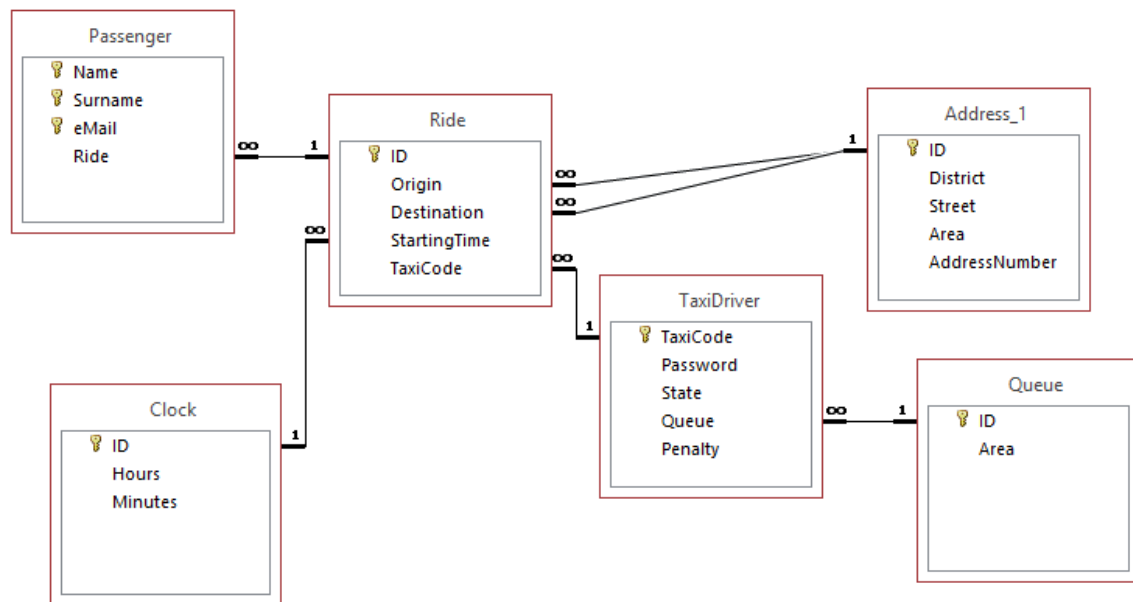 Passenger
Name
Surname
eMail
Ride
∞
1
Ride
ID
Origin
Destination
StartingTime
TaxiCode
∞
∞
∞
∞
1
Address_1
ID
District
Street
Area
AddressNumber
1
TaxiDriver
TaxiCode
Password
State
Queue
Penalty
∞
1
Queue
ID
Area
Clock
ID
Hours
Minutes
1